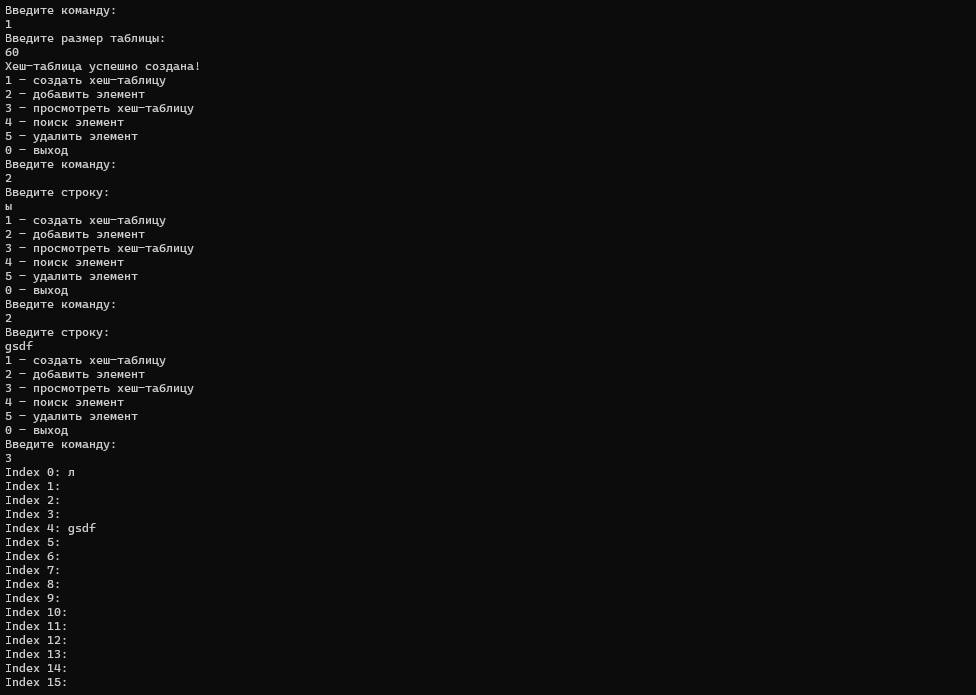 Введите команду:
1
Введите размер таблицы:
60
Хеш-таблица успешно создана!
1 - создать хеш-таблицу
2 - добавить элемент
3 - просмотреть хеш-таблицу
4 - поиск элемент
5 - удалить элемент
0 - выход
Введите команду:
2
Введите строку:
ы
1 - создать хеш-таблицу
2 - добавить элемент
3 - просмотреть хеш-таблицу
4 - поиск элемент
5 - удалить элемент
0 - выход
Введите команду:
2
Введите строку:
gsdf
1 - создать хеш-таблицу
2 - добавить элемент
3 - просмотреть хеш-таблицу
4 - поиск элемент
5 - удалить элемент
0 - выход
Введите команду:
3
Index 0: л
Index 1:
Index 2:
Index 3:
Index 4: gsdf
Index 5:
Index 6:
Index 7:
Index 8:
Index 9:
Index 10:
Index 11:
Index 12:
Index 13:
Index 14:
Index 15: